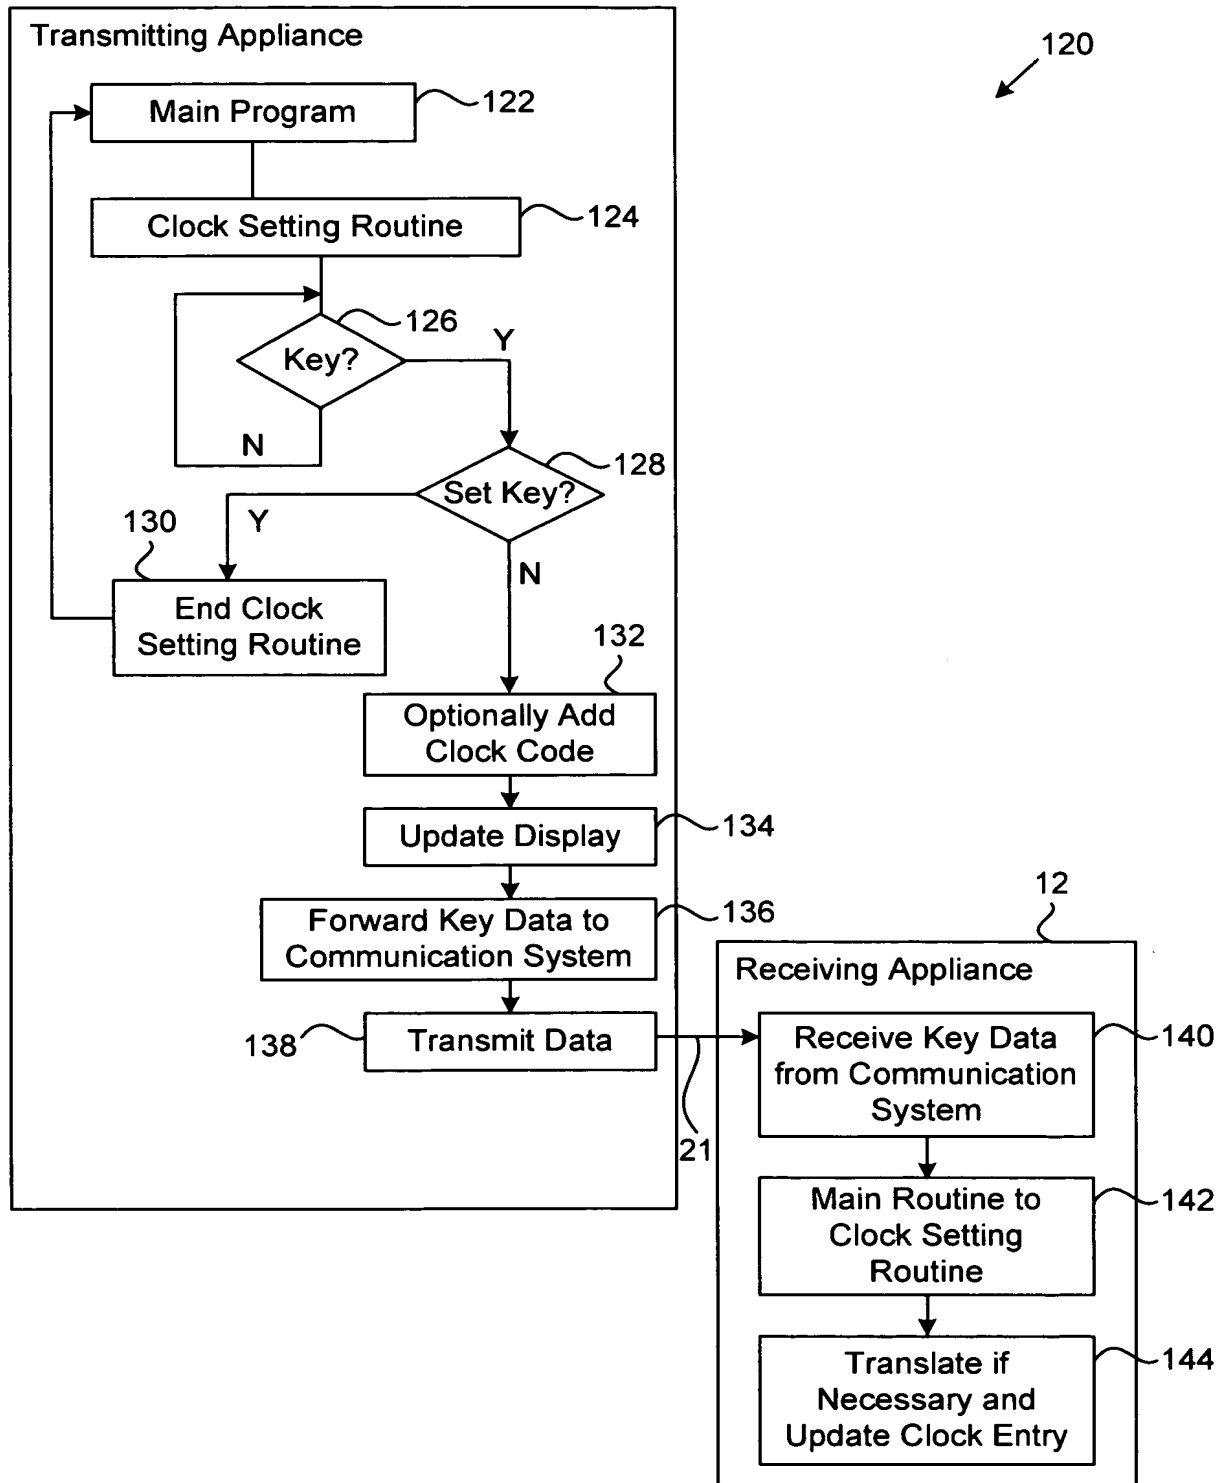 Transmitting Appliance
120
Main Program
122
Clock Setting Routine
124
126
Key?
Y
N
128
Set Key?
Y
N
130
End Clock
Setting Routine
132
Optionally Add
Clock Code
Update Display
134
Forward Key Data to
Communication System
136
138
Transmit Data
21
12
Receiving Appliance
Receive Key Data
from Communication
System
140
Main Routine to
Clock Setting
Routine
142
Translate if
Necessary and
Update Clock Entry
144